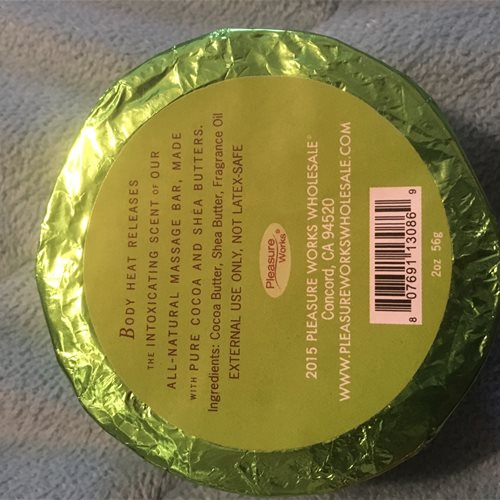 BODY HEAT RELEASES
THE INTOXICATING SCENT OF OUR
ALL-NATURAL MASSAGE BAR, MADE
WITH PURE COCOA AND SHEA BUTTERS.
Ingredients: Cocoa Butter, Shea Butter, Fragrance Oil
EXTERNAL USE ONLY, NOT LATEX-SAFE
Pleasure
Works®
2015 PLEASURE WORKS WHOLESALE®
Concord, CA 94520
WWW.PLEASUREWORKSWHOLESALE.COM
8 07691 13086 9
2oz 56g